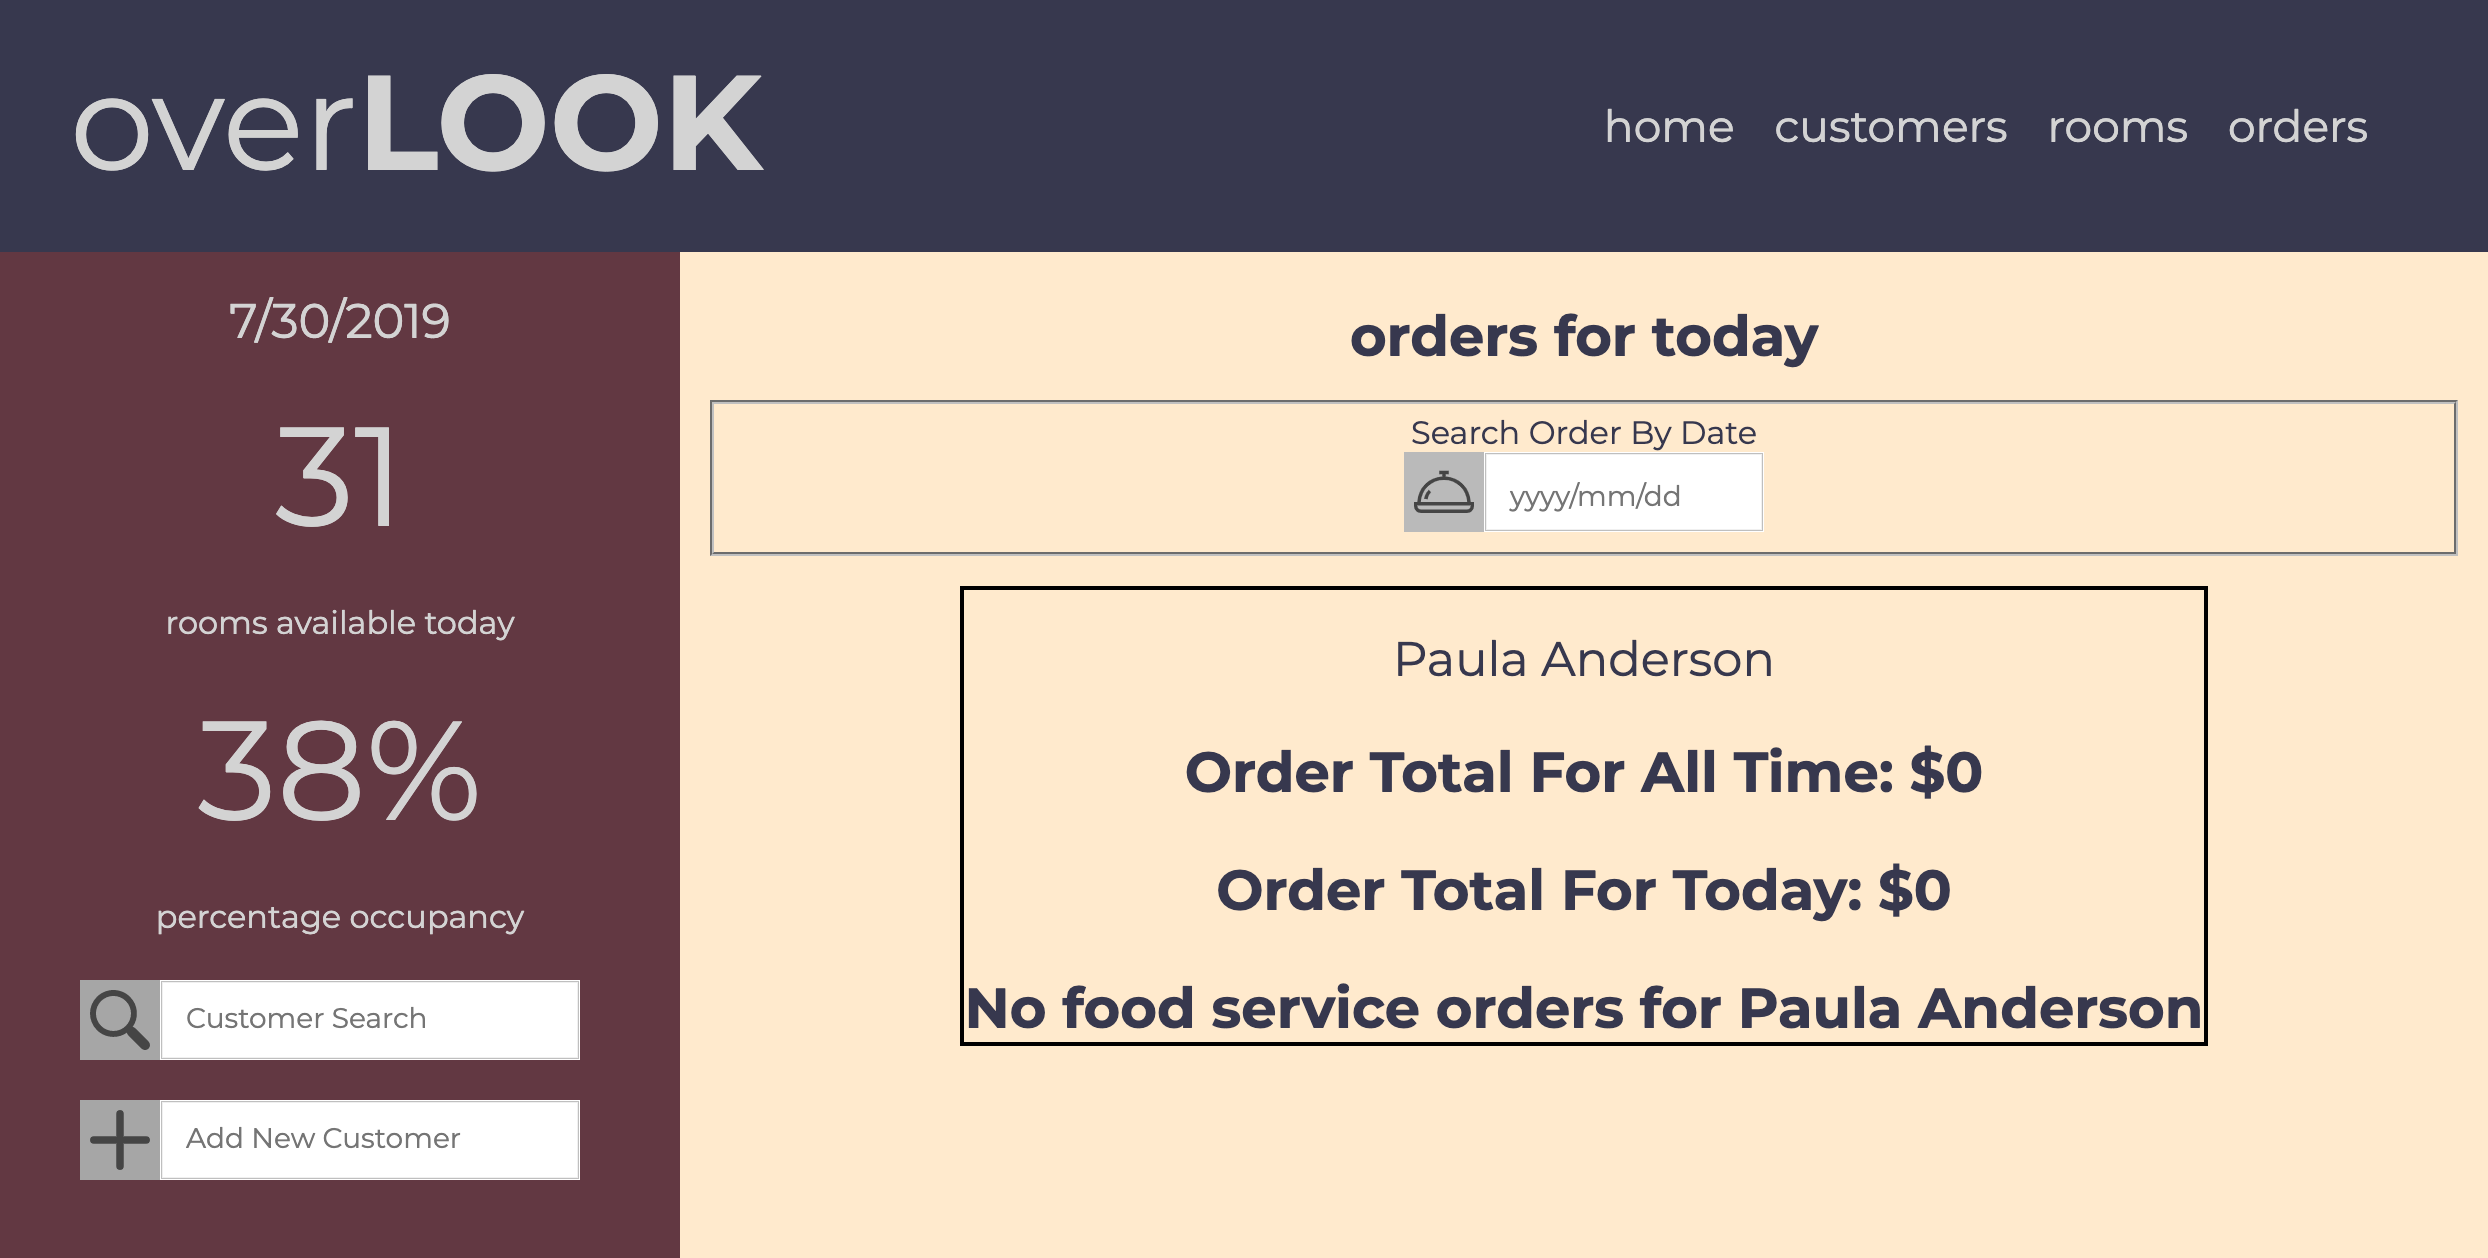 overLOOK
home customers rooms orders
7/30/2019
31
rooms available today
38%
percentage occupancy
Customer Search
Add New Customer
orders for today
Search Order By Date
yyyy/mm/dd
Paula Anderson
Order Total For All Time: $0
Order Total For Today: $0
No food service orders for Paula Anderson